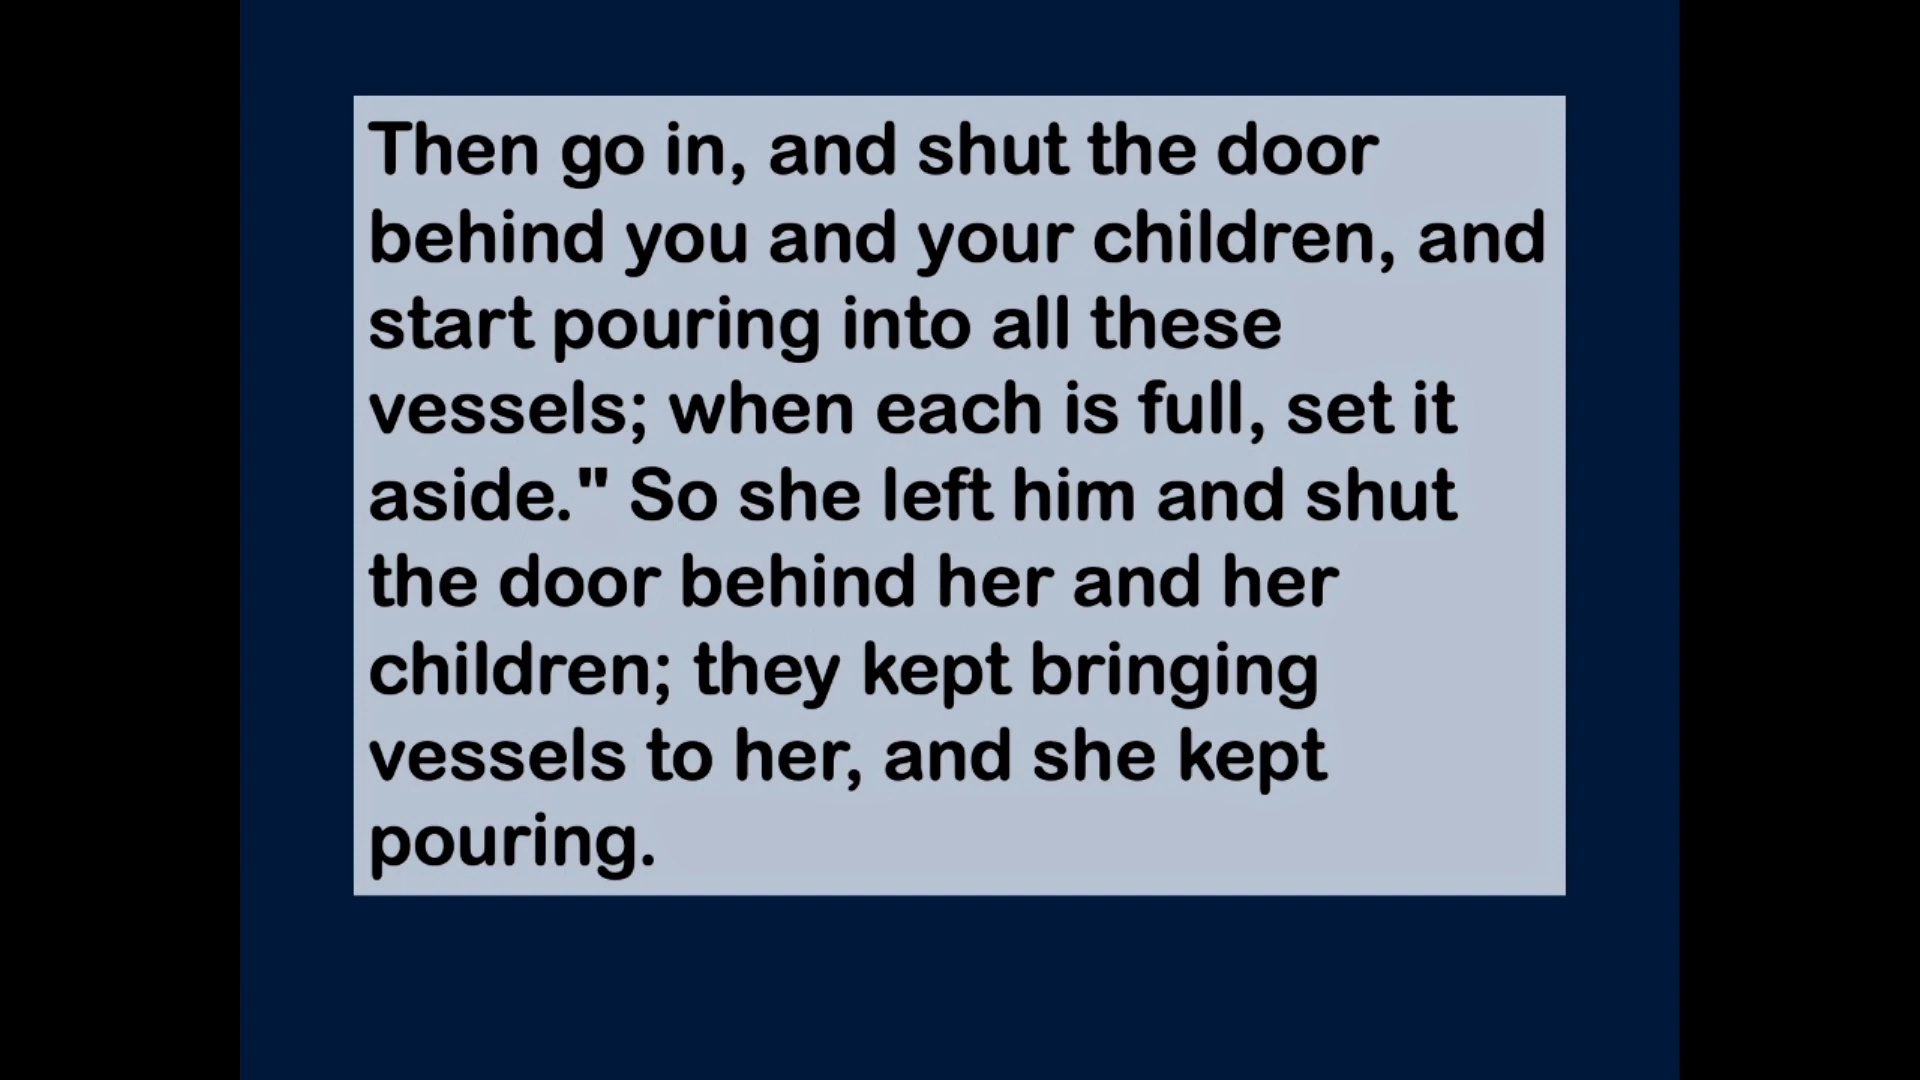 Then go in, and shut the door
behind you and your children, and
start pouring into all these
vessels; when each is full, set it
aside." So she left him and shut
the door behind her and her
children; they kept bringing
vessels to her, and she kept
pouring.